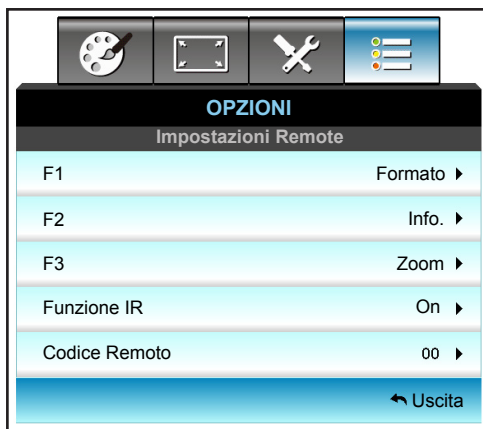 OPZIONI
Impostazioni Remote
F1 Formato
F2 Info.
F3 Zoom
Funzione IR On
Codice Remoto 00
Uscita